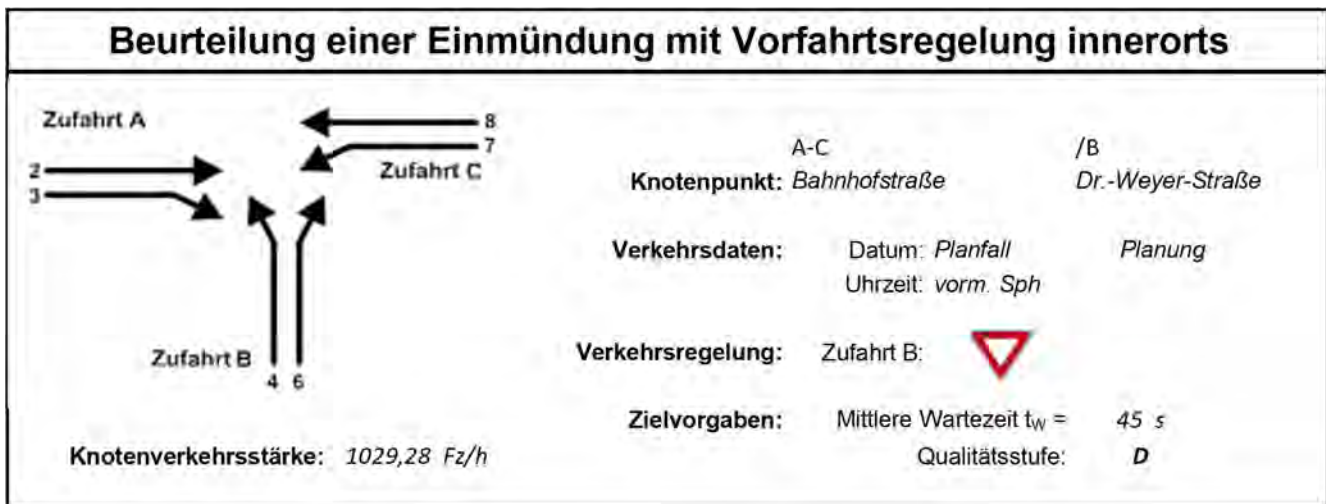 Beurteilung einer Einmündung mit Vorfahrtsregelung innerorts
Zufahrt A
8
7
2
Zufahrt C
3
Zufahrt B
4 6
Knotenverkehrsstärke: 1029,28 Fz/h
A-C /B
Knotenpunkt: Bahnhofstraße Dr.-Weyer-Straße
Verkehrsdaten: Datum: Planfall Planung
Uhrzeit: vorm. Sph
Verkehrsregelung: Zufahrt B:
Zielvorgaben: Mittlere Wartezeit tW = 45 s
Qualitätsstufe: D